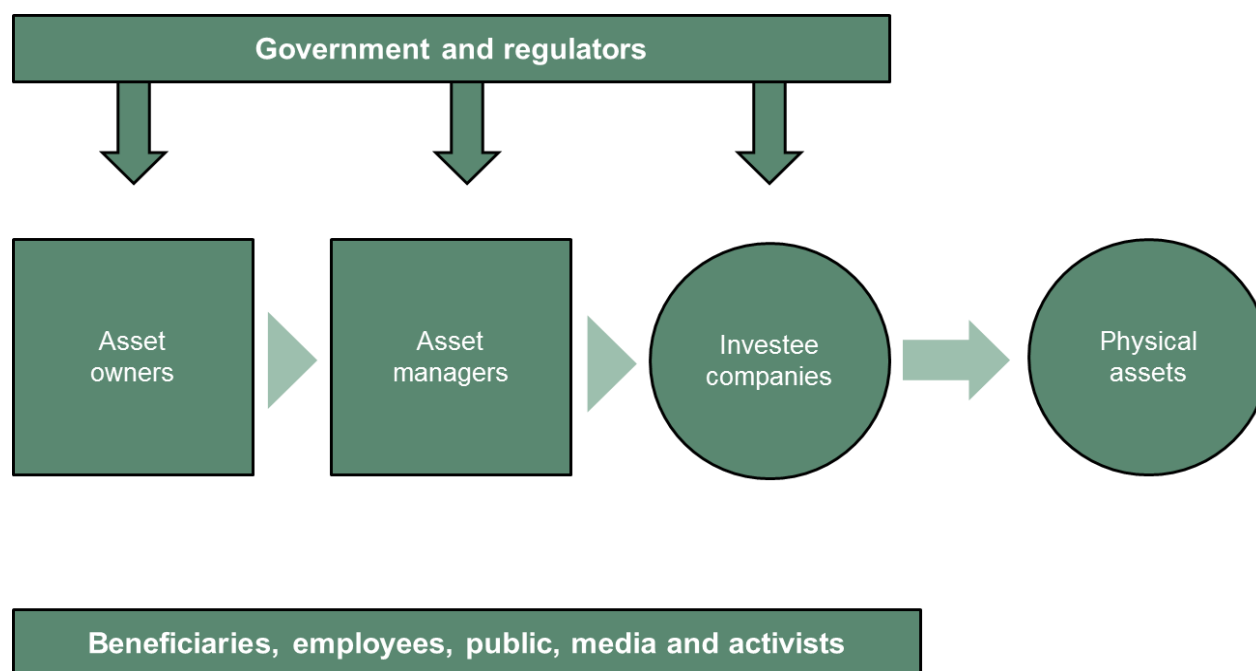 Government and regulators
Asset
owners
Asset
managers
Investee
companies
Physical
assets
Beneficiaries, employees, public, media and activists